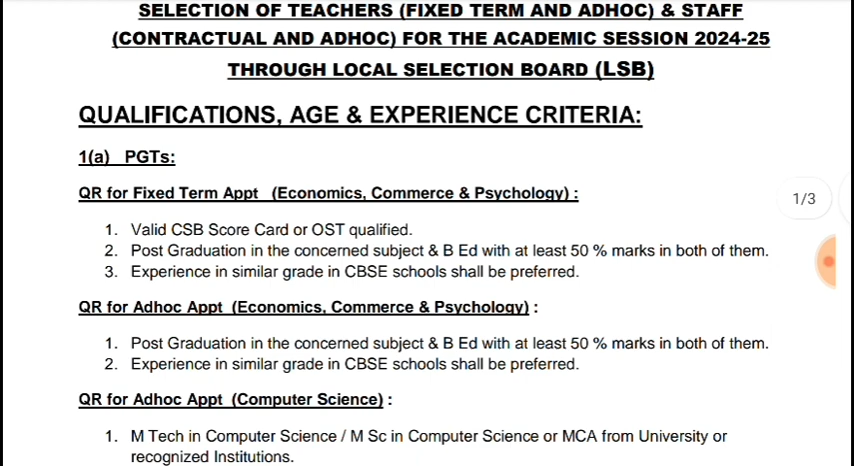 SELECTION OF TEACHERS (FIXED TERM AND ADHOC) & STAFF
(CONTRACTUAL AND ADHOC) FOR THE ACADEMIC SESSION 2024-25
THROUGH LOCAL SELECTION BOARD (LSB)
QUALIFICATIONS, AGE & EXPERIENCE CRITERIA:
1(a) PGTs:
QR for Fixed Term Appt (Economics, Commerce & Psychology) :
1/3
1. Valid CSB Score Card or OST qualified.
2. Post Graduation in the concerned subject & B Ed with at least 50 % marks in both of them.
3. Experience in similar grade in CBSE schools shall be preferred.
QR for Adhoc Appt (Economics, Commerce & Psychology) :
1. Post Graduation in the concerned subject & B Ed with at least 50 % marks in both of them.
2. Experience in similar grade in CBSE schools shall be preferred.
QR for Adhoc Appt (Computer Science) :
1. M Tech in Computer Science / M Sc in Computer Science or MCA from University or
recognized Institutions.